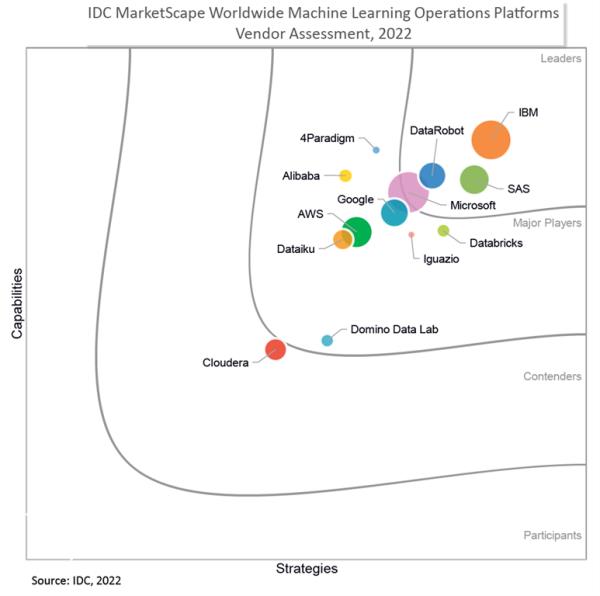 IDC MarketScape Worldwide Machine Learning Operations Platforms
Vendor Assessment, 2022
Leaders
IBM
DataRobot
4Paradigm
Alibaba
SAS
Google
Microsoft
AWS
Major Players
Dataiku
Databricks
Iguazio
Capabilities
Domino Data Lab
Cloudera
Contenders
Participants
Strategies
Source: IDC, 2022